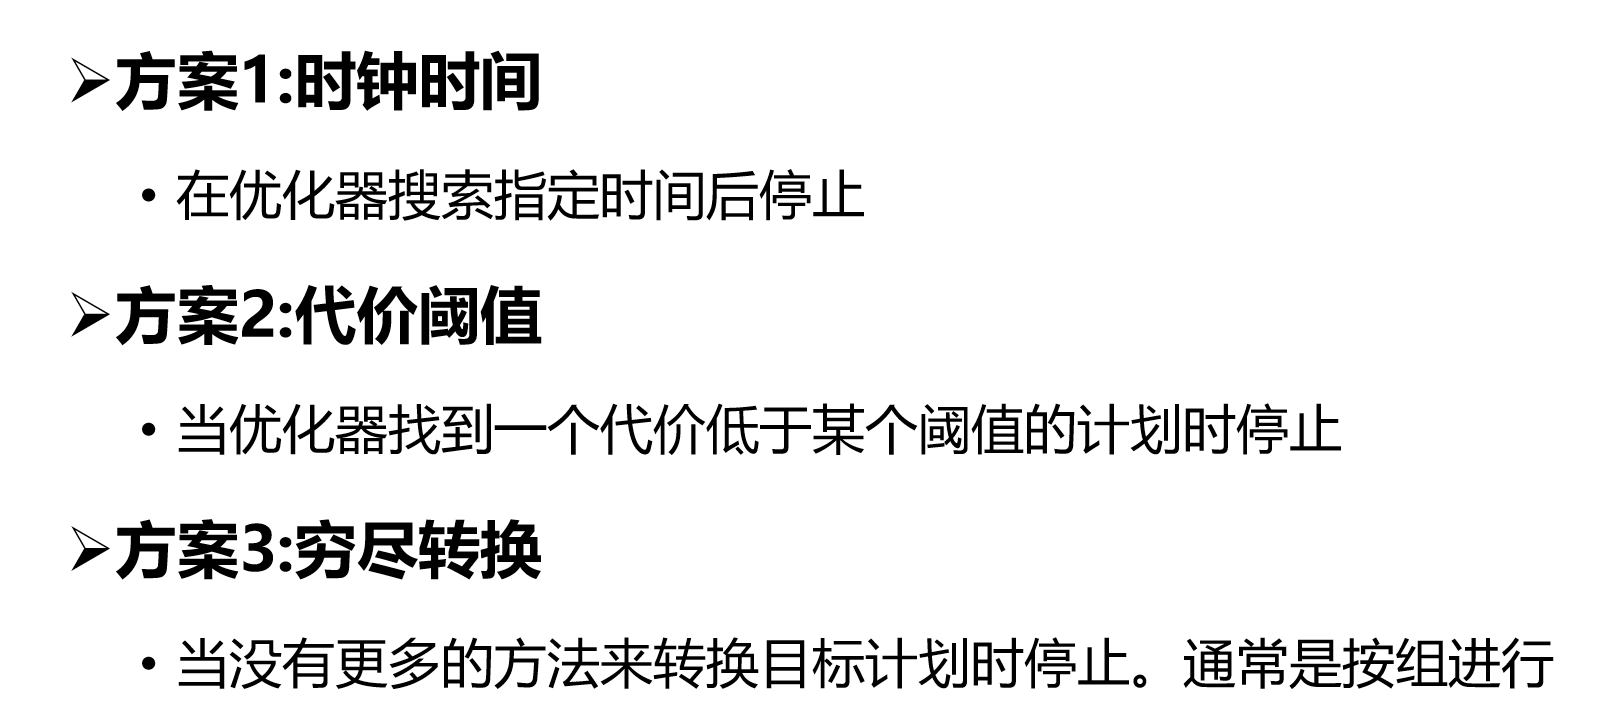 ➢方案1:时钟时间
• 在优化器搜索指定时间后停止
➢方案2:代价阈值
• 当优化器找到一个代价低于某个阈值的计划时停止
➢方案3:穷尽转换
• 当没有更多的方法来转换目标计划时停止。通常是按组进行